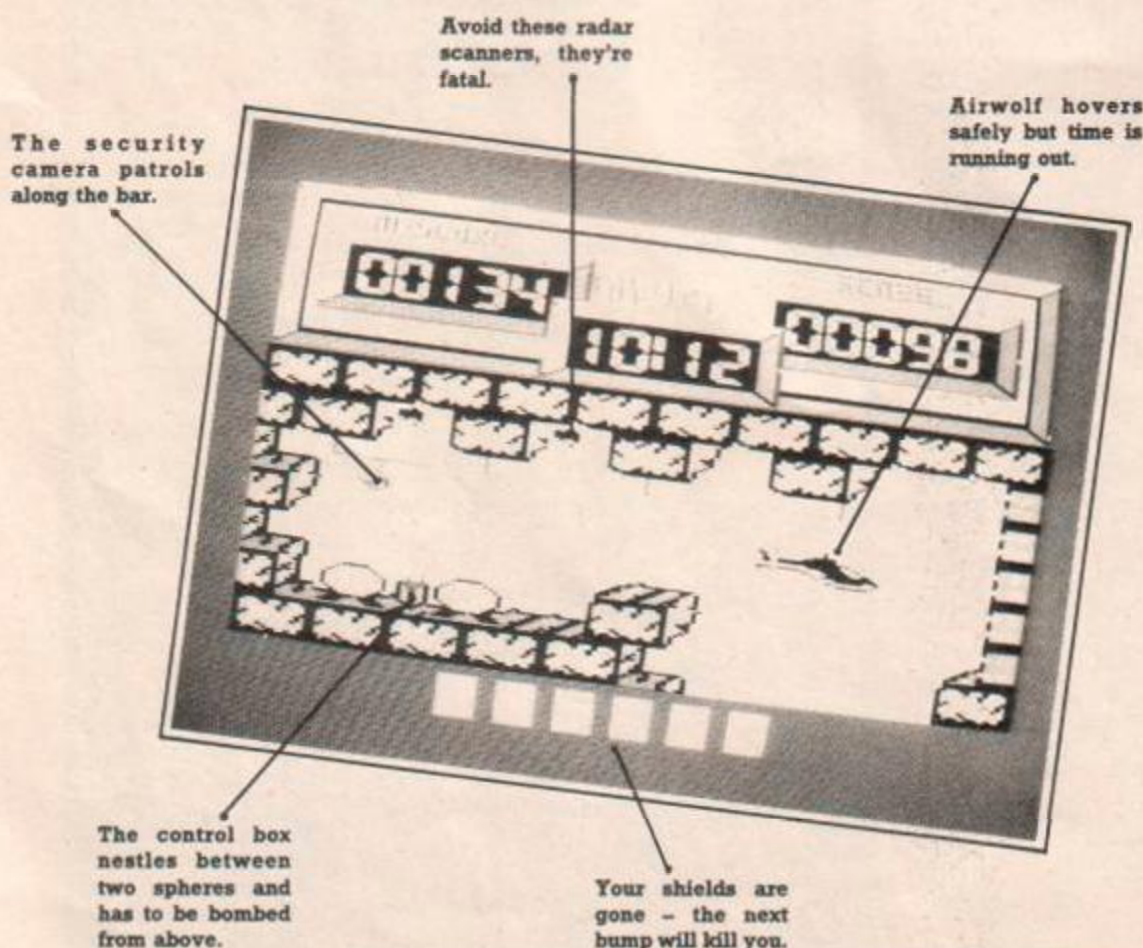 Avoid these radar
scanners, they're
fatal.
Airwolf hovers
safely but time is
running out.
The security
camera patrols
along the bar.
00134
10:12
00098
The control box
nestles between
two spheres and
has to be bombed
from above.
Your shields are
gone – the next
bump will kill you.